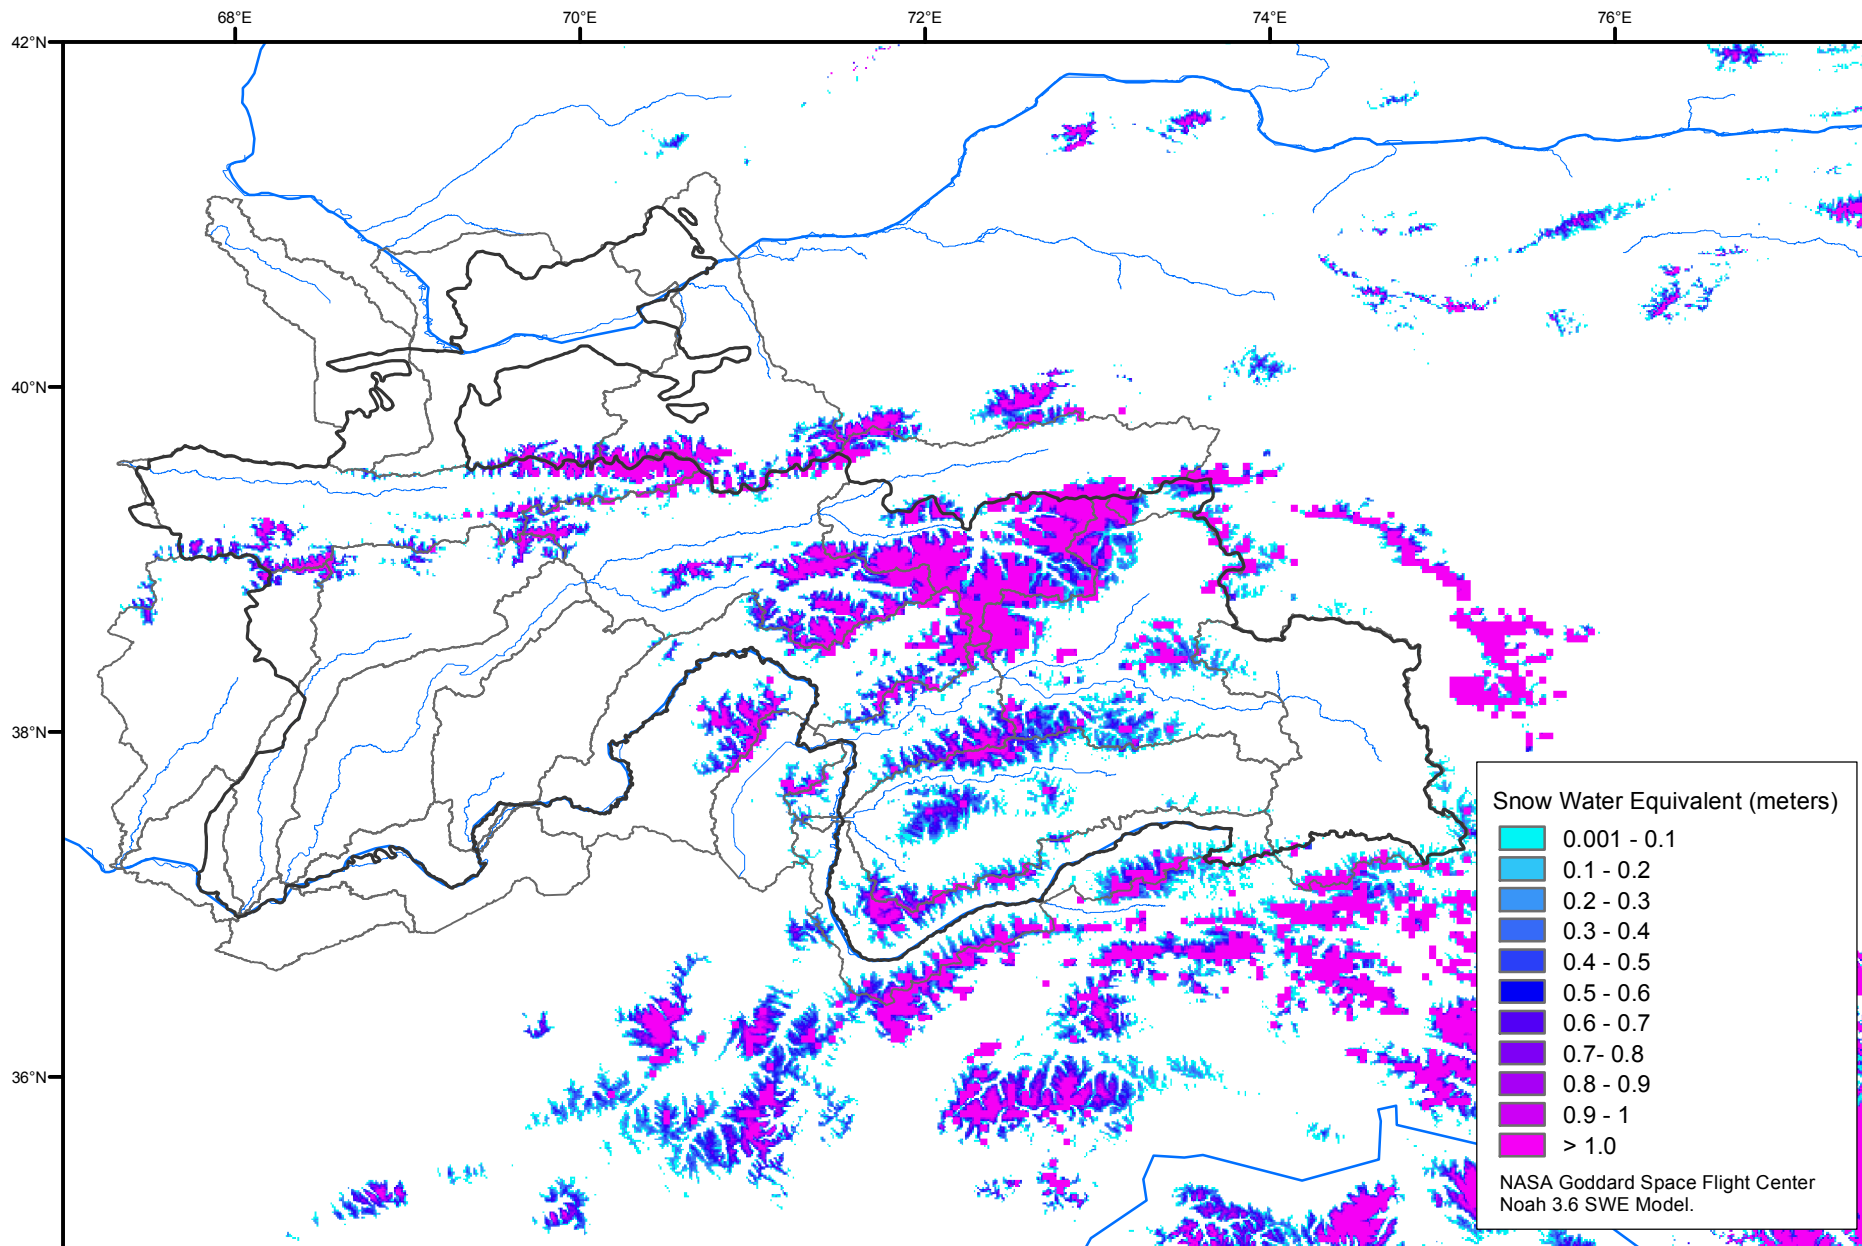 68°E 70°E 72°E 74°E 76°E
42°N
40°N
38°N
36°N
Snow Water Equivalent (meters)
0.001 - 0.1
0.1 - 0.2
0.2 - 0.3
0.3 - 0.4
0.4 - 0.5
0.5 - 0.6
0.6 - 0.7
0.7- 0.8
0.8 - 0.9
0.9 - 1
> 1.0
NASA Goddard Space Flight Center
Noah 3.6 SWE Model.